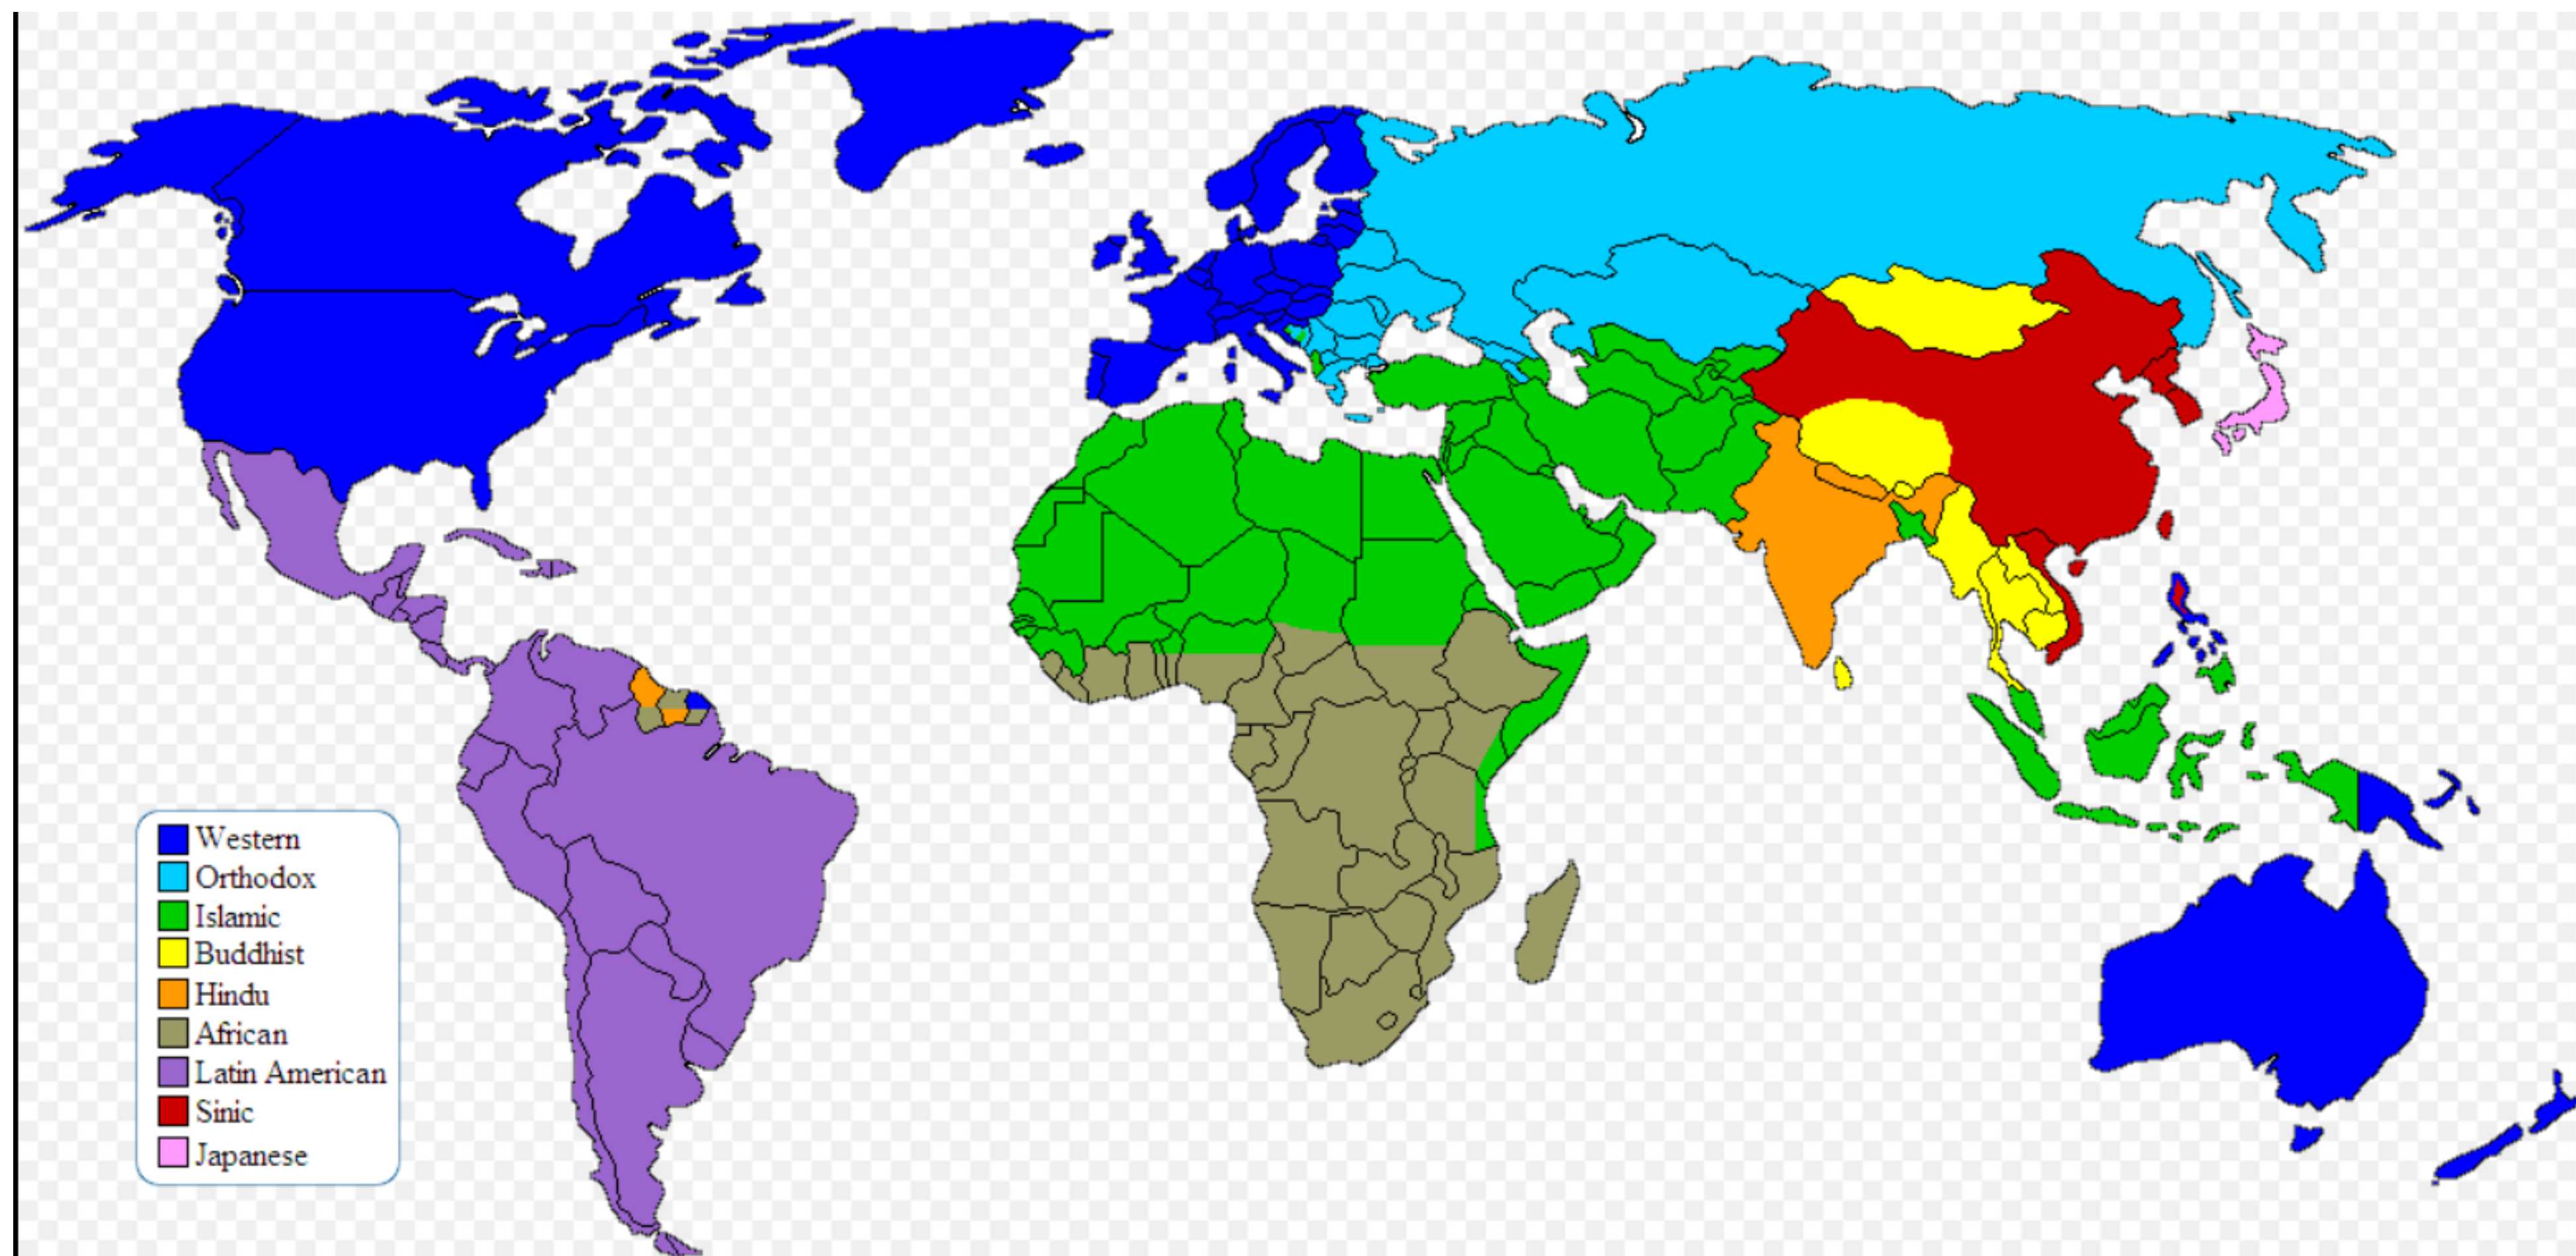 Western
Orthodox
Islamic
Buddhist
Hindu
African
Latin American
Sinic
Japanese